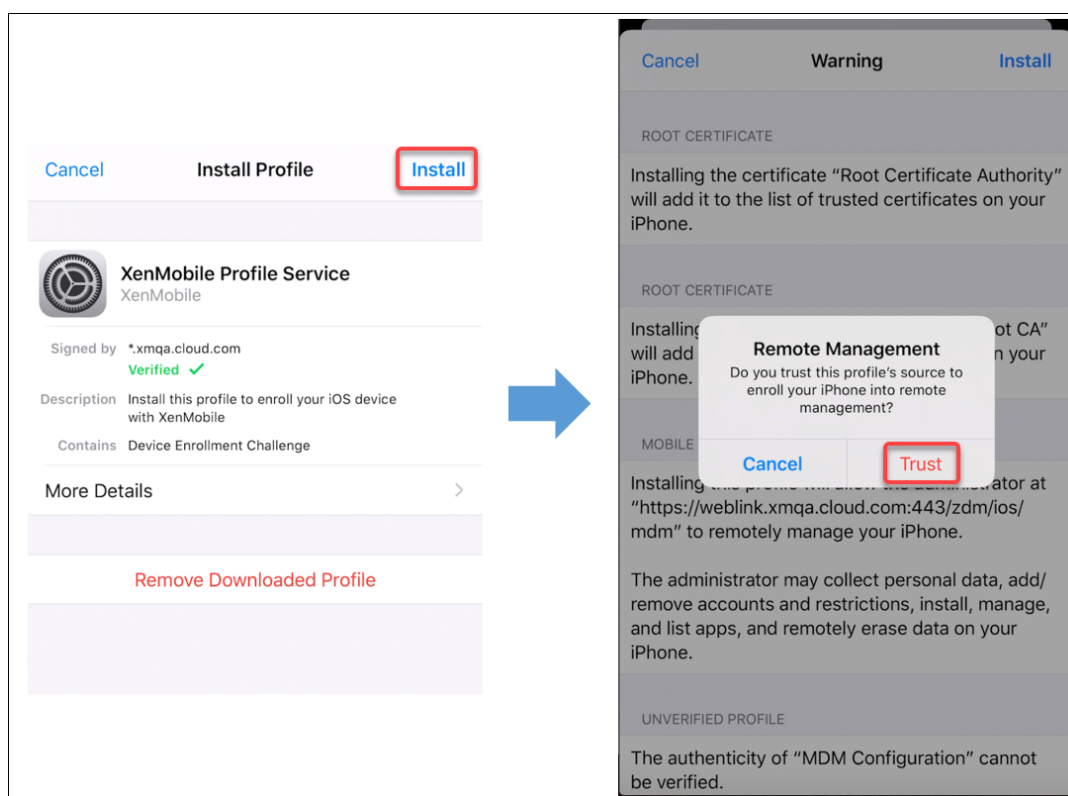 Cancel Install Profile Install
XenMobile Profile Service
XenMobile
Signed by *.xmqa.cloud.com
Verified ✓
Description Install this profile to enroll your iOS device
with XenMobile
Contains Device Enrollment Challenge
More Details
Remove Downloaded Profile
Cancel Warning Install
ROOT CERTIFICATE
Installing the certificate “Root Certificate Authority”
will add it to the list of trusted certificates on your
iPhone.
ROOT CERTIFICATE
Installing ot CA”
will add n your
iPhone.
Remote Management
Do you trust this profile’s source to
enroll your iPhone into remote
management?
Cancel Trust
MOBILE
Installing this profile will allow the administrator at
“https://weblink.xmqa.cloud.com:443/zdm/ios/
mdm” to remotely manage your iPhone.
The administrator may collect personal data, add/
remove accounts and restrictions, install, manage,
and list apps, and remotely erase data on your
iPhone.
UNVERIFIED PROFILE
The authenticity of “MDM Configuration” cannot
be verified.